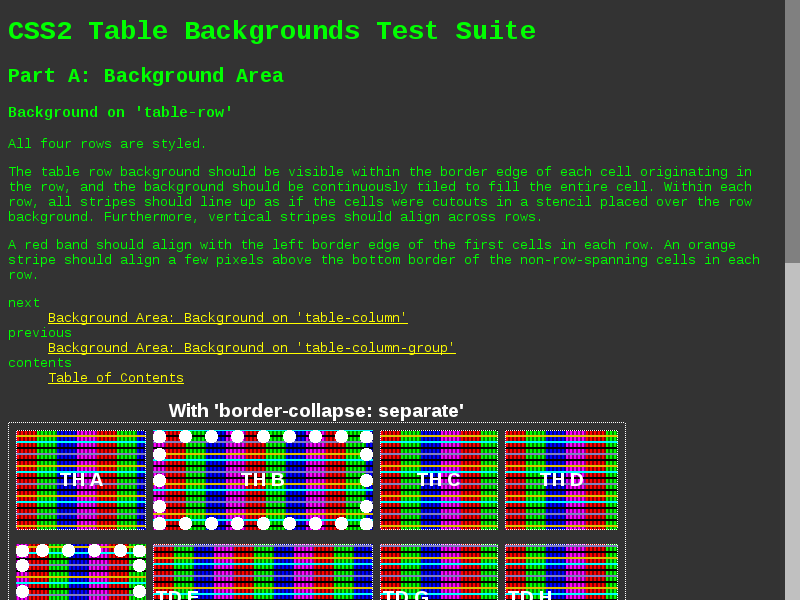 CSS2 Table Backgrounds Test Suite
Part A: Background Area
Background on 'table-row'
All four rows are styled.
The table row background should be visible within the border edge of each cell originating in
the row, and the background should be continuously tiled to fill the entire cell. Within each
row, all stripes should line up as if the cells were cutouts in a stencil placed over the row
background. Furthermore, vertical stripes should align across rows.
A red band should align with the left border edge of the first cells in each row. An orange
stripe should align a few pixels above the bottom border of the non-row-spanning cells in each
row.
next
Background Area: Background on 'table-column'
previous
Background Area: Background on 'table-column-group'
contents
Table of Contents
With 'border-collapse: separate'
TH A TH B TH C TH D
TD F TD G TD H